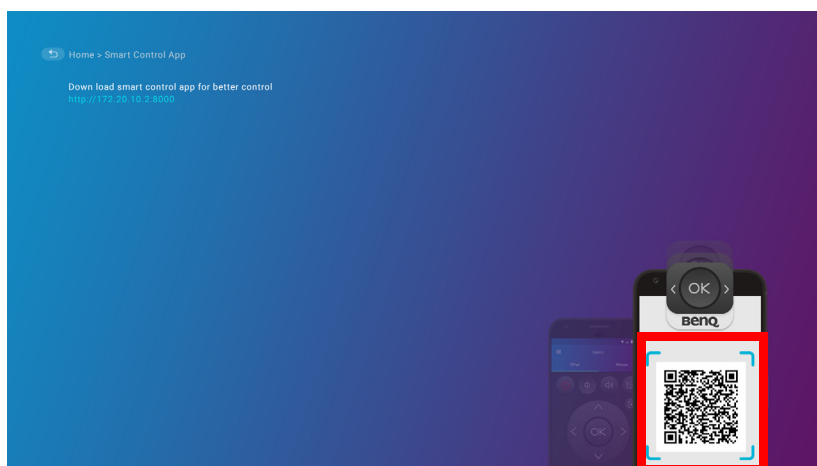 Home > Smart Control App
Down load smart control app for better control
http://172.20.10.2:8000
OK
BenQ
OK